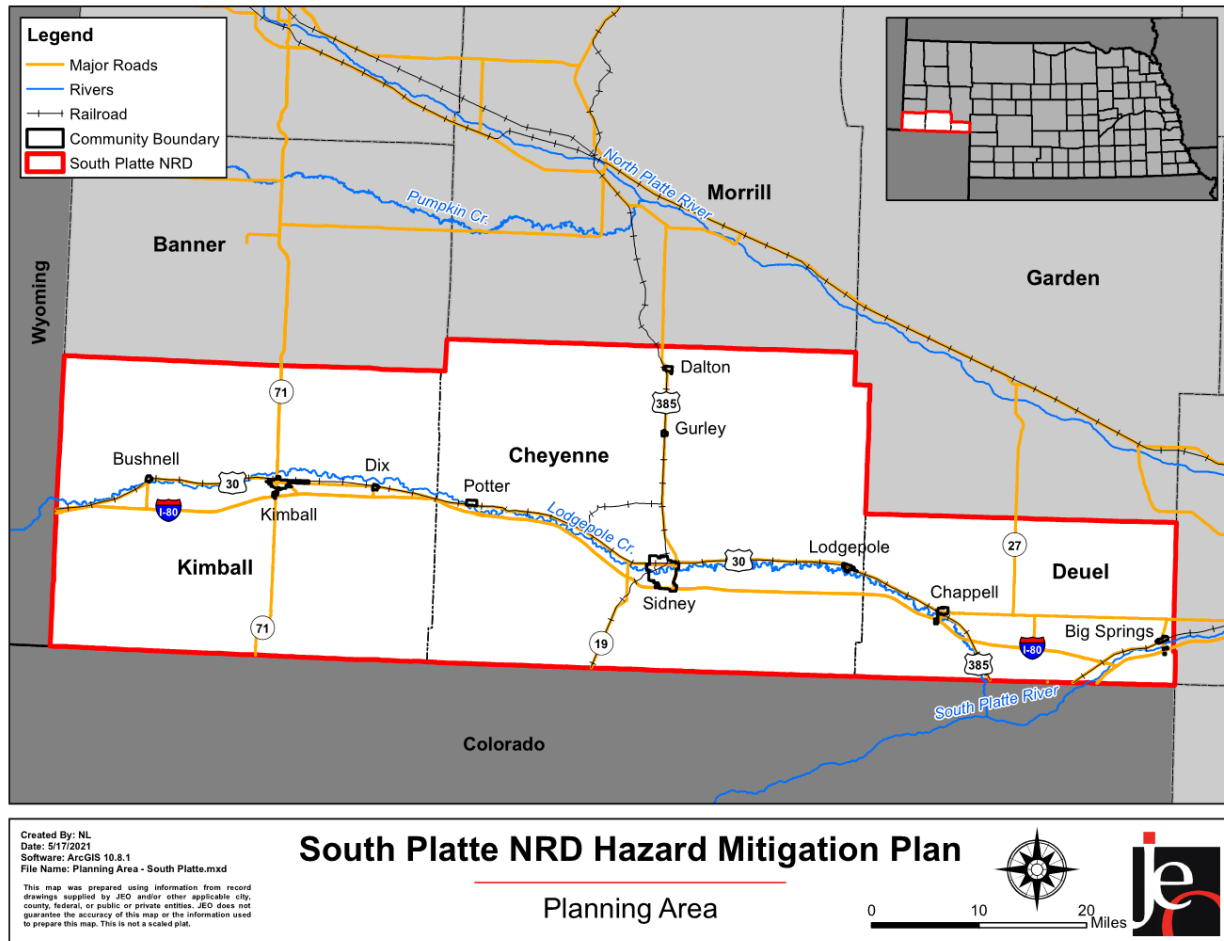 Legend
Major Roads
Rivers
Railroad
Community Boundary
South Platte NRD
North Platte River
Morrill
Pumpkin Cr.
Banner
Garden
Wyoming
Dalton
71
385
Gurley
Cheyenne
Bushnell
Dix
30
Potter
I-80
Kimball
Lodgepole Cr.
27
Lodgepole
30
Kimball
Deuel
Sidney
Chappell
71
19
Big Springs
I-80
385
South Platte River
Colorado
Created By: NL
Date: 5/17/2021
Software: ArcGIS 10.8.1
File Name: Planning Area - South Platte.mxd
This map was prepared using information from record
drawings supplied by JEO and/or other applicable city,
county, federal, or public or private entities. JEO does not
guarantee the accuracy of this map or the information used
to prepare this map. This is not a scaled plat.
South Platte NRD Hazard Mitigation Plan
Planning Area
0 10 20 Miles
jeo